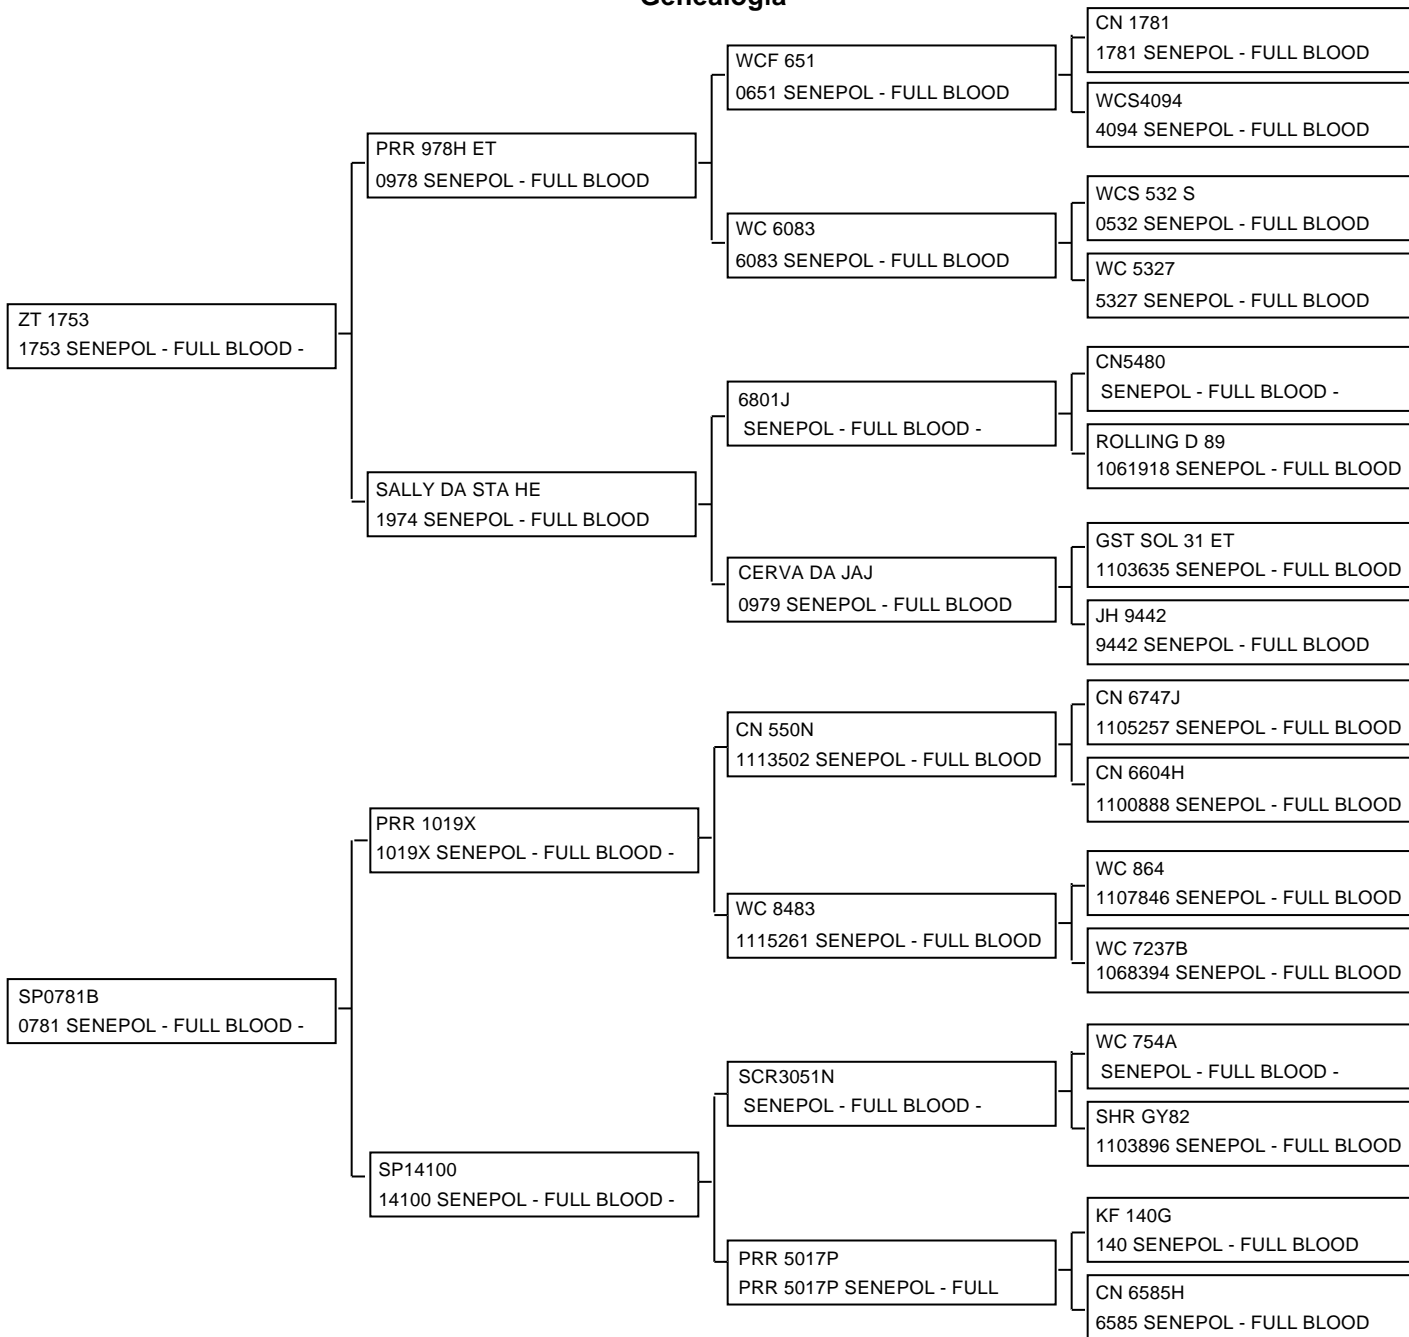 Genealogia
CN 1781
1781 SENEPOL - FULL BLOOD
WCF 651
0651 SENEPOL - FULL BLOOD
WCS4094
4094 SENEPOL - FULL BLOOD
PRR 978H ET
0978 SENEPOL - FULL BLOOD
WCS 532 S
0532 SENEPOL - FULL BLOOD
WC 6083
6083 SENEPOL - FULL BLOOD
WC 5327
5327 SENEPOL - FULL BLOOD
ZT 1753
1753 SENEPOL - FULL BLOOD -
CN5480
SENEPOL - FULL BLOOD -
6801J
SENEPOL - FULL BLOOD -
ROLLING D 89
1061918 SENEPOL - FULL BLOOD
SALLY DA STA HE
1974 SENEPOL - FULL BLOOD
GST SOL 31 ET
1103635 SENEPOL - FULL BLOOD
CERVA DA JAJ
0979 SENEPOL - FULL BLOOD
JH 9442
9442 SENEPOL - FULL BLOOD
CN 6747J
1105257 SENEPOL - FULL BLOOD
CN 550N
1113502 SENEPOL - FULL BLOOD
CN 6604H
1100888 SENEPOL - FULL BLOOD
PRR 1019X
1019X SENEPOL - FULL BLOOD -
WC 864
1107846 SENEPOL - FULL BLOOD
WC 8483
1115261 SENEPOL - FULL BLOOD
WC 7237B
1068394 SENEPOL - FULL BLOOD
SP0781B
0781 SENEPOL - FULL BLOOD -
WC 754A
SENEPOL - FULL BLOOD -
SCR3051N
SENEPOL - FULL BLOOD -
SHR GY82
1103896 SENEPOL - FULL BLOOD
SP14100
14100 SENEPOL - FULL BLOOD -
KF 140G
140 SENEPOL - FULL BLOOD
PRR 5017P
PRR 5017P SENEPOL - FULL
CN 6585H
6585 SENEPOL - FULL BLOOD